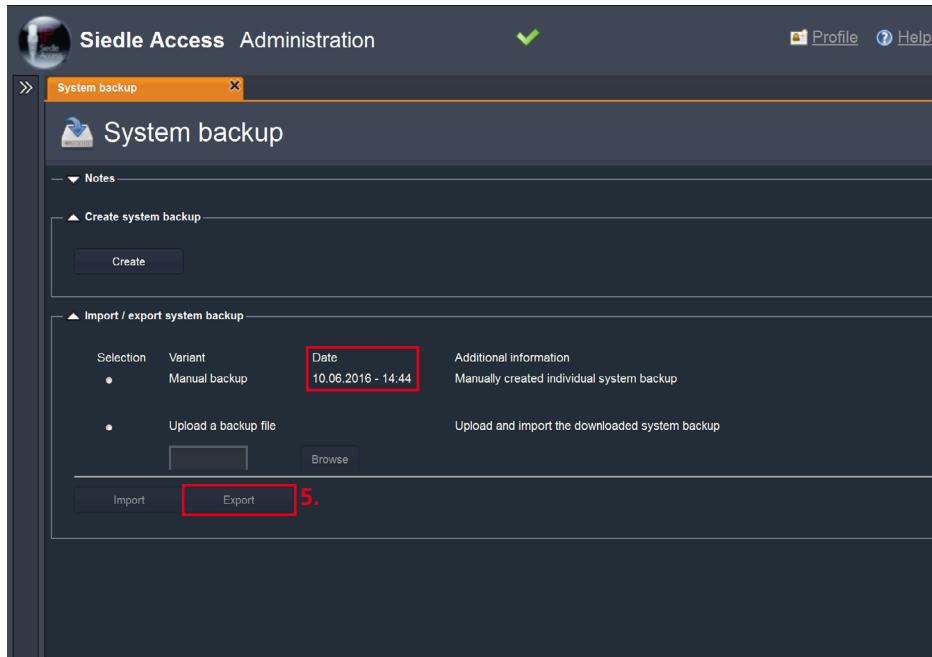 Siedle Access Administration
Profile
Help
System backup
System backup
Notes
Create system backup
Create
Import / export system backup
Selection Variant Date Additional information
Manual backup 10.06.2016 - 14:44 Manually created individual system backup
Upload a backup file Upload and import the downloaded system backup
Browse
Import Export 5.